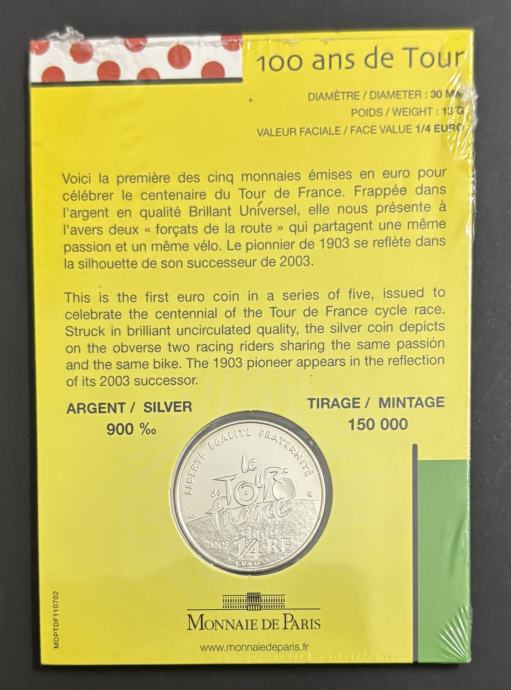 100 ans de Tour
DIAMÈTRE / DIAMETER : 30 MM
POIDS / WEIGHT : 13 G
VALEUR FACIALE / FACE VALUE 1/4 EURO
Voici la première des cinq monnaies émises en euro pour
célébrer le centenaire du Tour de France. Frappée dans
l'argent en qualité Brillant Universel, elle nous présente à
l'avers deux « forçats de la route » qui partagent une même
passion et un même vélo. Le pionnier de 1903 se reflète dans
la silhouette de son successeur de 2003.
This is the first euro coin in a series of five, issued to
celebrate the centennial of the Tour de France cycle race.
Struck in brilliant uncirculated quality, the silver coin depicts
on the obverse two racing riders sharing the same passion
and the same bike. The 1903 pioneer appears in the reflection
of its 2003 successor.
ARGENT / SILVER
900 ‰
TIRAGE / MINTAGE
150 000
LIBERTÉ ÉGALITÉ FRATERNITÉ
le
de TOUR
france
2003 1/4 RF
EURO
MONNAIE DE PARIS
www.monnaiedeparis.fr
MDPTDF110702